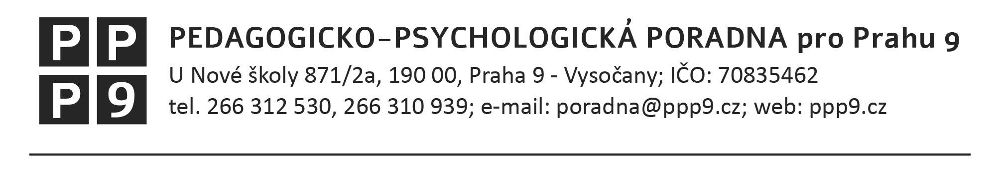 PP
P9
PEDAGOGICKO–PSYCHOLOGICKÁ PORADNA pro Prahu 9
U Nové školy 871/2a, 190 00, Praha 9 - Vysočany; IČO: 70835462
tel. 266 312 530, 266 310 939; e-mail: poradna@ppp9.cz; web: ppp9.cz